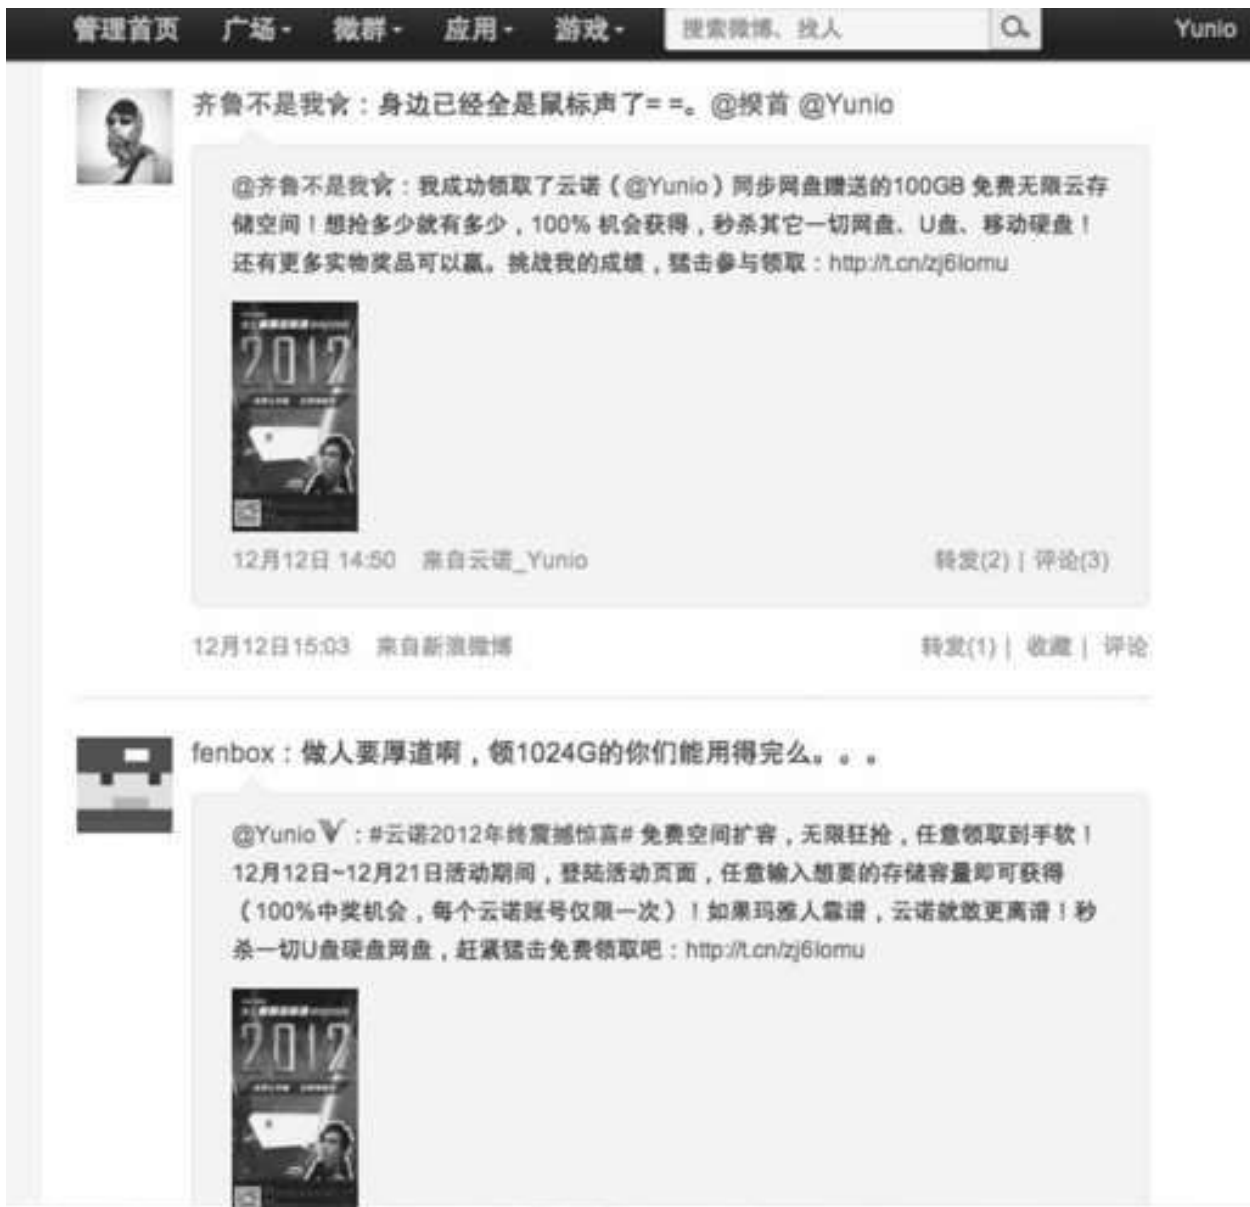 管理首页 广场 微群 应用 游戏 搜索微博、找人 Yunio
齐鲁不是我☆：身边已经全是鼠标声了= =。@揆首 @Yunio
@齐鲁不是我☆：我成功领取了云诺（@Yunio）同步网盘赠送的100GB 免费无限云存
储空间！想抢多少就有多少，100% 机会获得，秒杀其它一切网盘、U盘、移动硬盘！
还有更多实物奖品可以赢。挑战我的成绩，猛击参与领取：http://t.cn/zj6lomu
2012
12月12日 14:50 来自云诺_Yunio 转发(2) | 评论(3)
12月12日15:03 来自新浪微博 转发(1) | 收藏 | 评论
fenbox：做人要厚道啊，领1024G的你们能用得完么。。。
@Yunio V：#云诺2012年终震撼惊喜# 免费空间扩容，无限狂抢，任意领取到手软！
12月12日~12月21日活动期间，登陆活动页面，任意输入想要的存储容量即可获得
（100%中奖机会，每个云诺账号仅限一次）！如果玛雅人靠谱，云诺就敢更离谱！秒
杀一切U盘硬盘网盘，赶紧猛击免费领取吧：http://t.cn/zj6lomu
2012